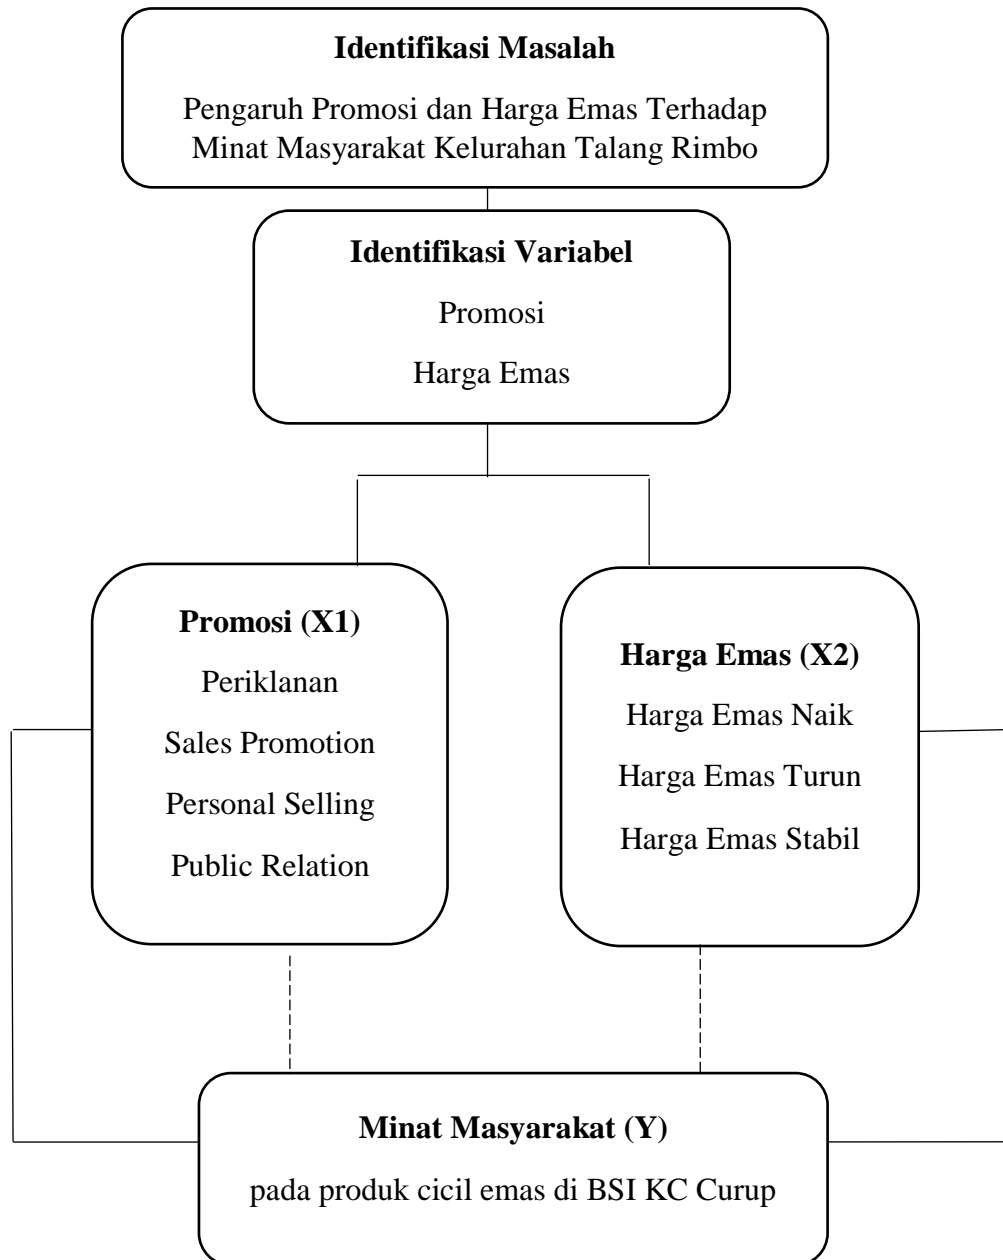 Identifikasi Masalah
Pengaruh Promosi dan Harga Emas Terhadap
Minat Masyarakat Kelurahan Talang Rimbo
Identifikasi Variabel
Promosi
Harga Emas
Promosi (X1)
Periklanan
Sales Promotion
Personal Selling
Public Relation
Harga Emas (X2)
Harga Emas Naik
Harga Emas Turun
Harga Emas Stabil
Minat Masyarakat (Y)
pada produk cicil emas di BSI KC Curup